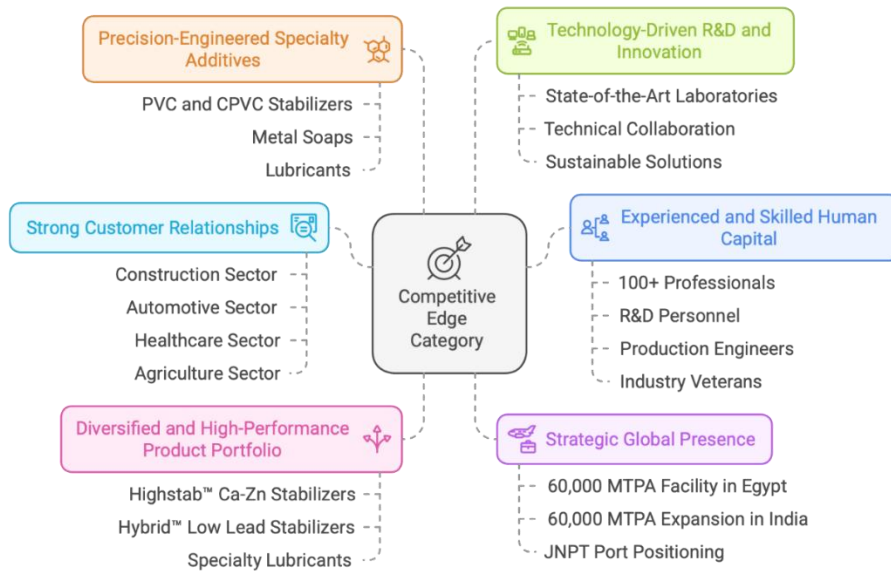 Precision-Engineered Specialty
Additives
PVC and CPVC Stabilizers
Metal Soaps
Lubricants
Technology-Driven R&D and
Innovation
State-of-the-Art Laboratories
Technical Collaboration
Sustainable Solutions
Strong Customer Relationships
Construction Sector
Automotive Sector
Healthcare Sector
Agriculture Sector
Competitive
Edge
Category
Experienced and Skilled Human
Capital
100+ Professionals
R&D Personnel
Production Engineers
Industry Veterans
Diversified and High-Performance
Product Portfolio
Highstab™ Ca-Zn Stabilizers
Hybrid™ Low Lead Stabilizers
Specialty Lubricants
Strategic Global Presence
60,000 MTPA Facility in Egypt
60,000 MTPA Expansion in India
JNPT Port Positioning